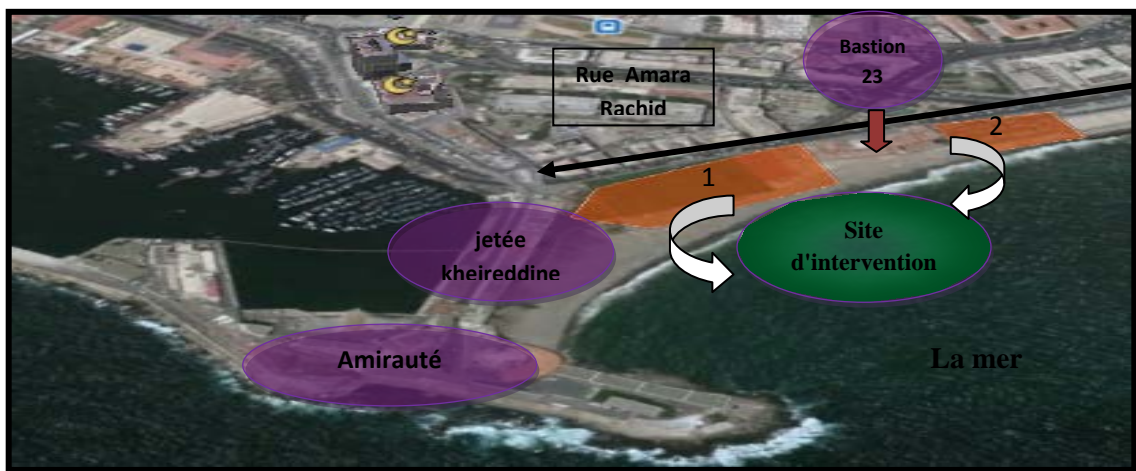 Bastion
23
Rue Amara
Rachid
2
1
Site
d'intervention
jetée
kheireddine
Amirauté
La mer